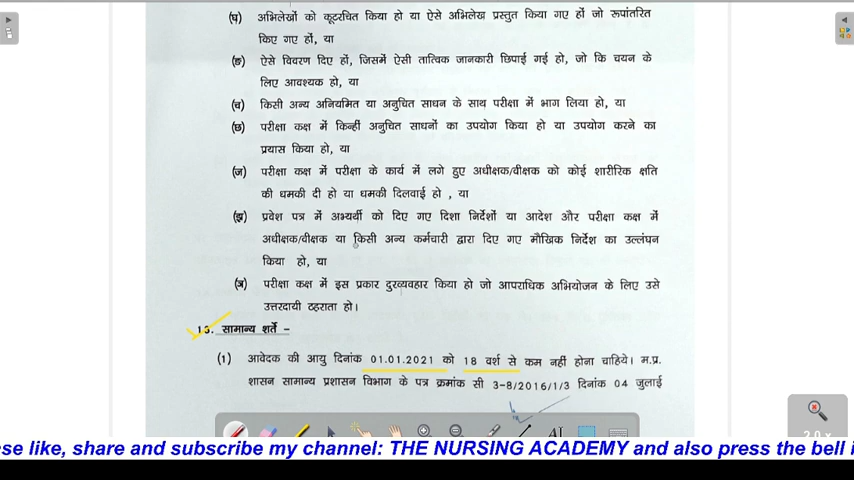 (घ) अभिलेखों को कूटरचित किया हो या ऐसे अभिलेख प्रस्तुत किया गए हों जो रूपांतरित
किए गए हों, या
(ङ) ऐसे विवरण दिए हों, जिसमें ऐसी तात्विक जानकारी छिपाई गई हो, जो कि चयन के
लिए आवश्यक हो, या
(च) किसी अन्य अनियमित या अनुचित साधन के साथ परीक्षा में भाग लिया हो, या
(छ) परीक्षा कक्ष में किन्हीं अनुचित साधनों का उपयोग किया हो या उपयोग करने का
प्रयास किया हो, या
(ज) परीक्षा कक्ष में परीक्षा के कार्य में लगे हुए अधीक्षक/वीक्षक को कोई शारीरिक क्षति
की धमकी दी हो या धमकी दिलवाई हो , या
(झ) प्रवेश पत्र में अभ्यर्थी को दिए गए दिशा निर्देशों या आदेश और परीक्षा कक्ष में
अधीक्षक/वीक्षक या किसी अन्य कर्मचारी द्वारा दिए गए मौखिक निर्देश का उल्लंघन
किया हो, या
(ञ) परीक्षा कक्ष में इस प्रकार दुरव्यवहार किया हो जो आपराधिक अभियोजन के लिए उसे
उत्तरदायी टहराता हो।
13. सामान्य शर्ते –
(1) आवेदक की आयु दिनांक 01.01.2021 को 18 वर्श से कम नहीं होना चाहिये। म.प्र.
शासन सामान्य प्रशासन विभाग के पत्र क्रमांक सी 3-8/2016/1/3 दिनांक 04 जुलाई
2.0 x
se like, share and subscribe my channel: THE NURSING ACADEMY and also press the bell i